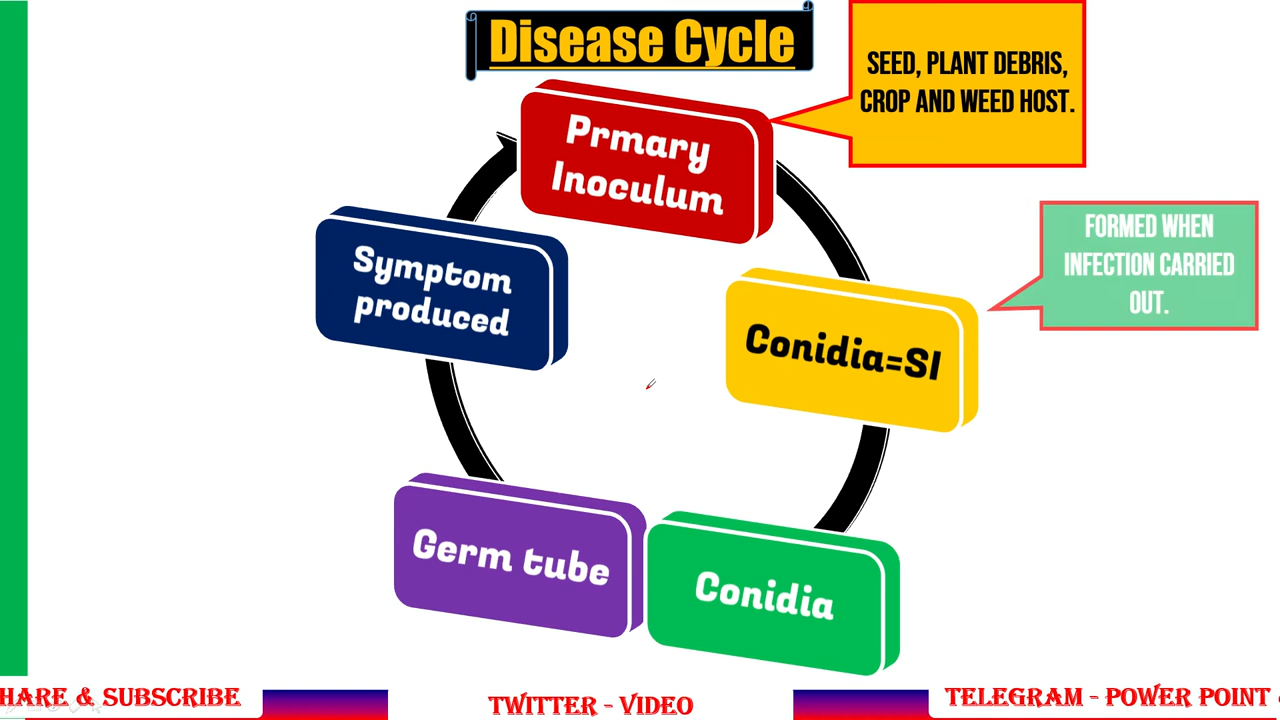 Disease Cycle
SEED, PLANT DEBRIS,
CROP AND WEED HOST.
Prmary
Inoculum
FORMED WHEN
INFECTION CARRIED
OUT.
Conidia=SI
Conidia
Germ tube
Symptom
produced
HARE & SUBSCRIBE
TWITTER - VIDEO
TELEGRAM - POWER POINT